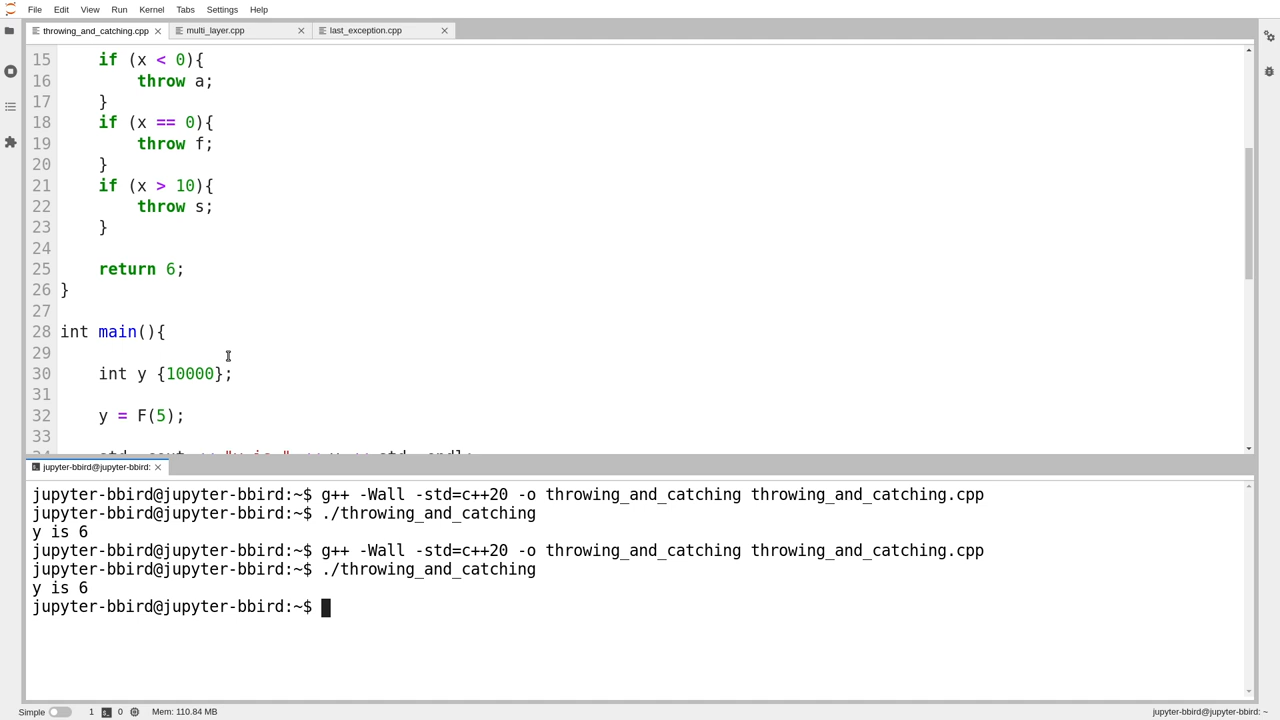 File Edit View Run Kernel Tabs Settings Help
throwing_and_catching.cpp multi_layer.cpp last_exception.cpp
15 if (x < 0){
16 throw a;
17 }
18 if (x == 0){
19 throw f;
20 }
21 if (x > 10){
22 throw s;
23 }
24
25 return 6;
26 }
27
28 int main(){
29
30 int y {10000};
31
32 y = F(5);
33
jupyter-bbird@jupyter-bbird:
jupyter-bbird@jupyter-bbird:~$ g++ -Wall -std=c++20 -o throwing_and_catching throwing_and_catching.cpp
jupyter-bbird@jupyter-bbird:~$ ./throwing_and_catching
y is 6
jupyter-bbird@jupyter-bbird:~$ g++ -Wall -std=c++20 -o throwing_and_catching throwing_and_catching.cpp
jupyter-bbird@jupyter-bbird:~$ ./throwing_and_catching
y is 6
jupyter-bbird@jupyter-bbird:~$
Simple 1 0 Mem: 110.84 MB jupyter-bbird@jupyter-bbird: ~